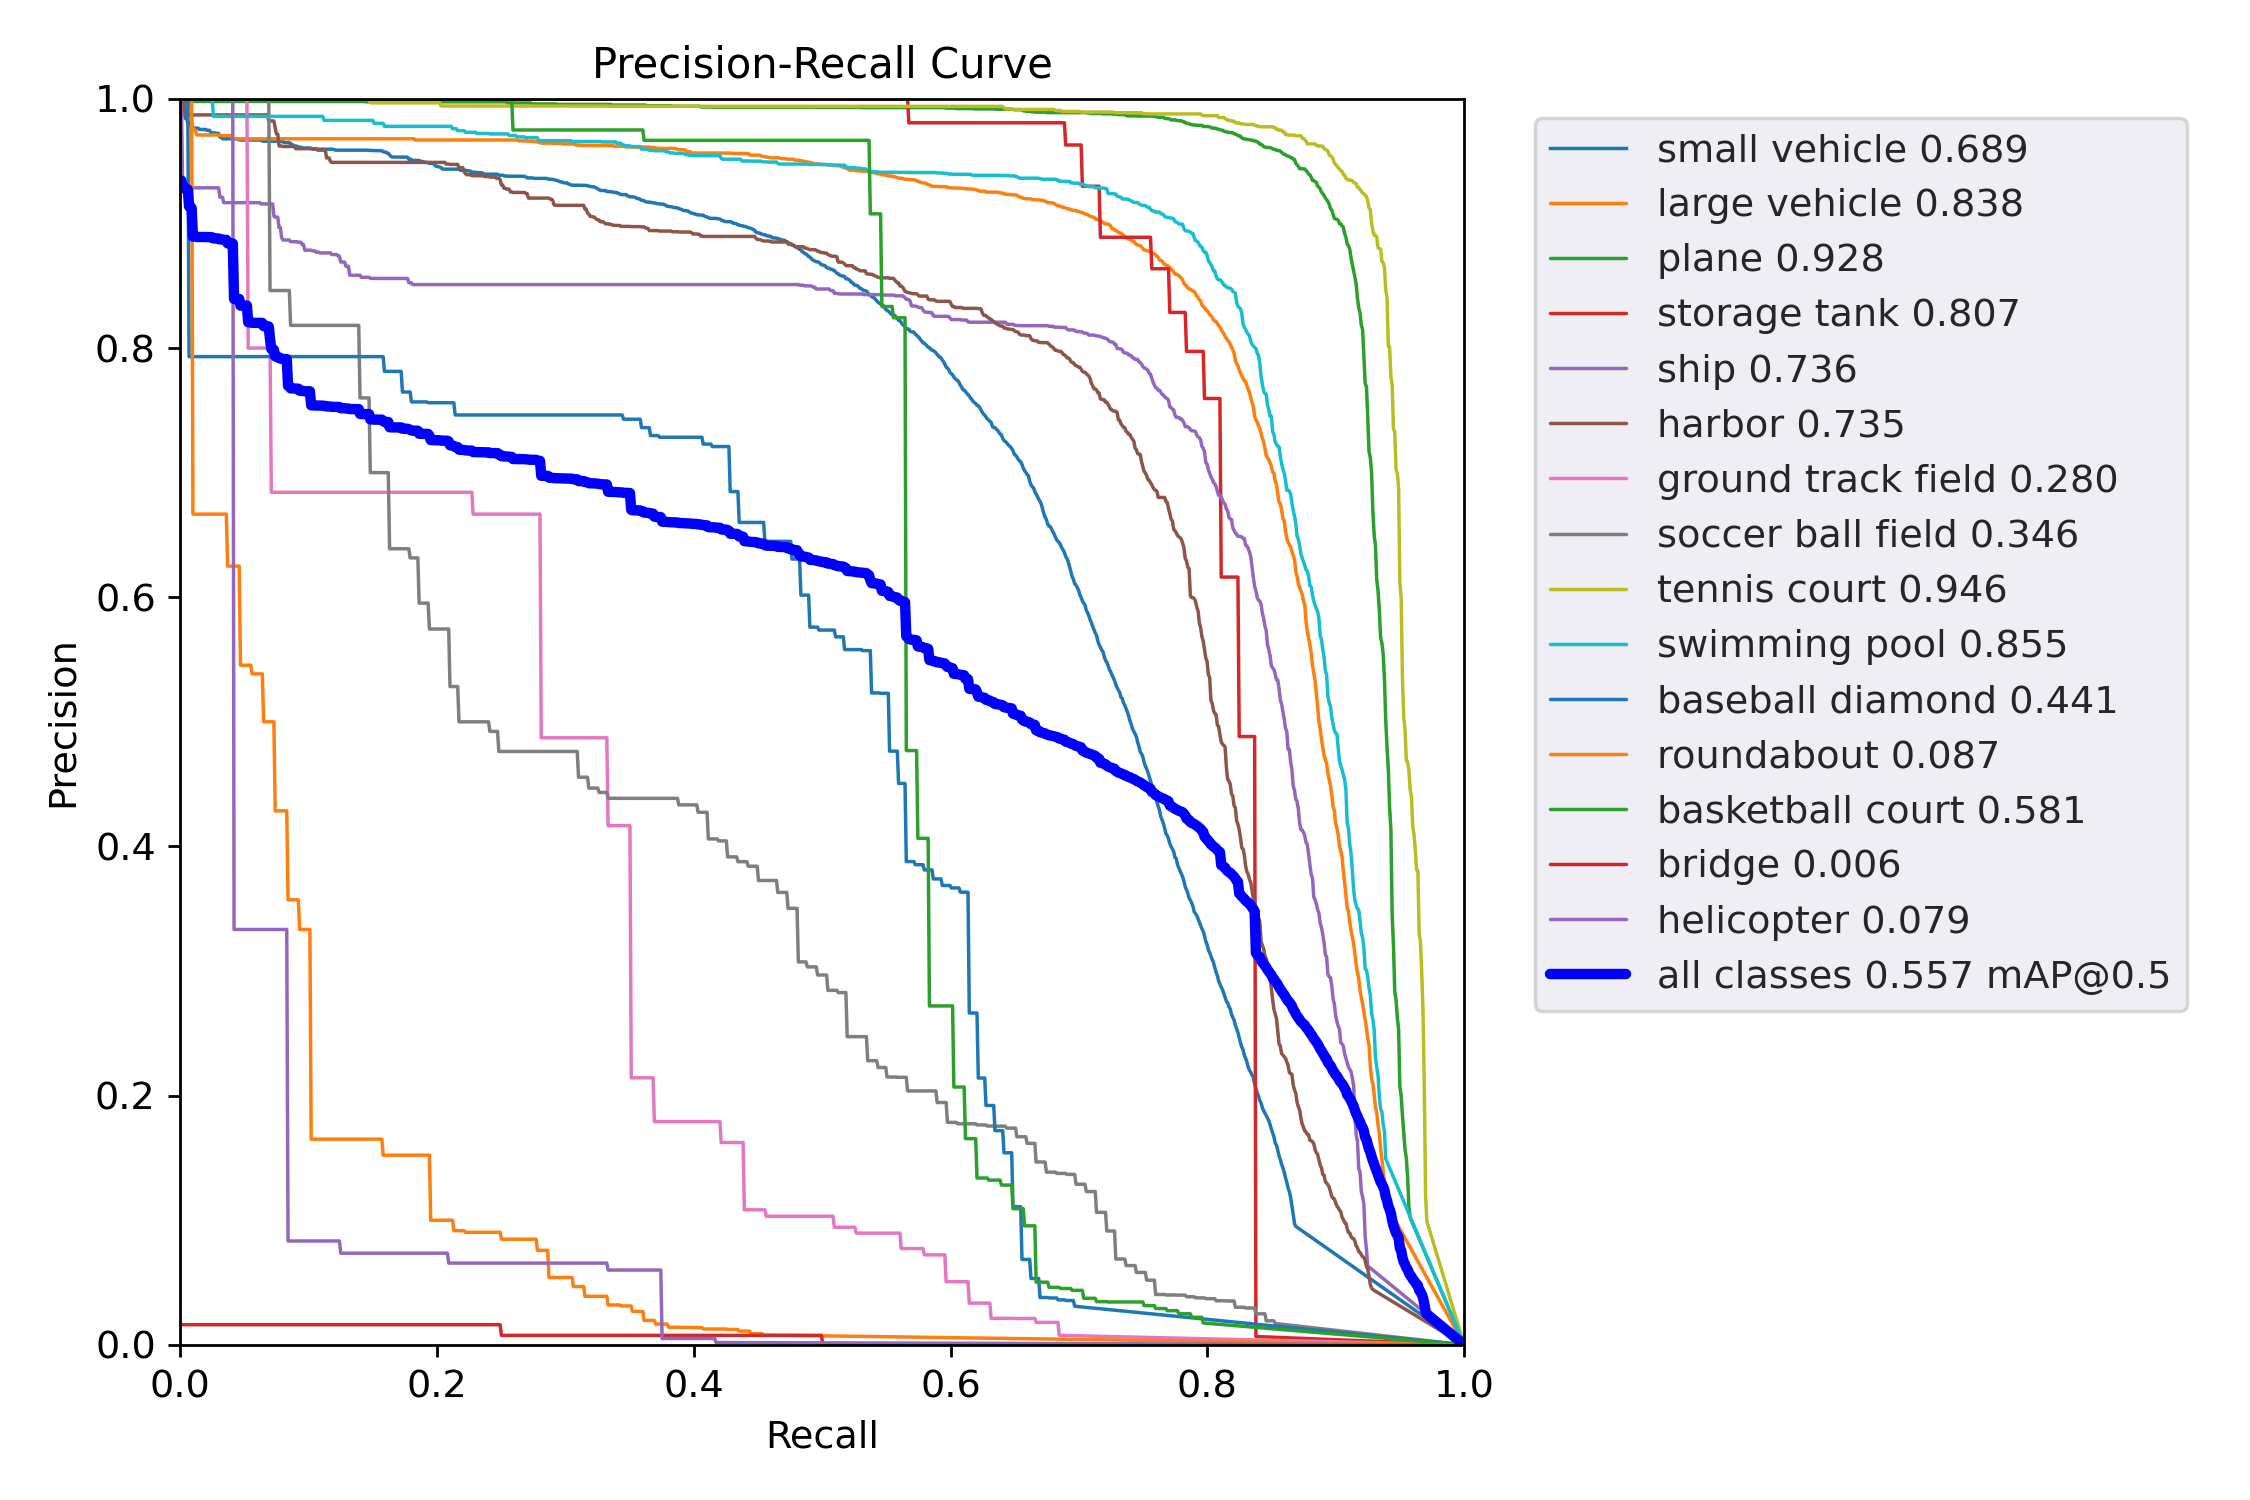 Precision-Recall Curve
1.0
0.8
0.6
0.4
0.2
0.0
Precision
0.0 0.2 0.4 0.6 0.8 1.0
Recall
small vehicle 0.689
large vehicle 0.838
plane 0.928
storage tank 0.807
ship 0.736
harbor 0.735
ground track field 0.280
soccer ball field 0.346
tennis court 0.946
swimming pool 0.855
baseball diamond 0.441
roundabout 0.087
basketball court 0.581
bridge 0.006
helicopter 0.079
all classes 0.557 mAP@0.5